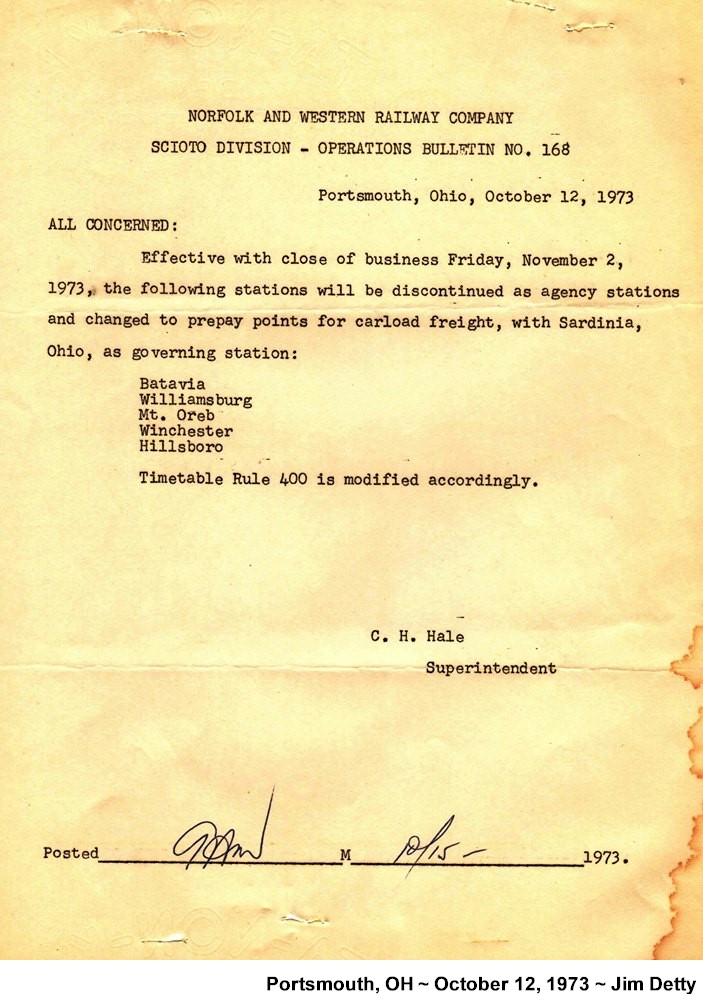 NORFOLK AND WESTERN RAILWAY COMPANY
SCIOTO DIVISION - OPERATIONS BULLETIN NO. 168
Portsmouth, Ohio, October 12, 1973
ALL CONCERNED:
Effective with close of business Friday, November 2,
1973, the following stations will be discontinued as agency stations
and changed to prepay points for carload freight, with Sardinia,
Ohio, as governing station:
Batavia
Williamsburg
Mt. Oreb
Winchester
Hillsboro
Timetable Rule 400 is modified accordingly.
C. H. Hale
Superintendent
Posted M 10/15 - 1973.
Portsmouth, OH ~ October 12, 1973 ~ Jim Detty